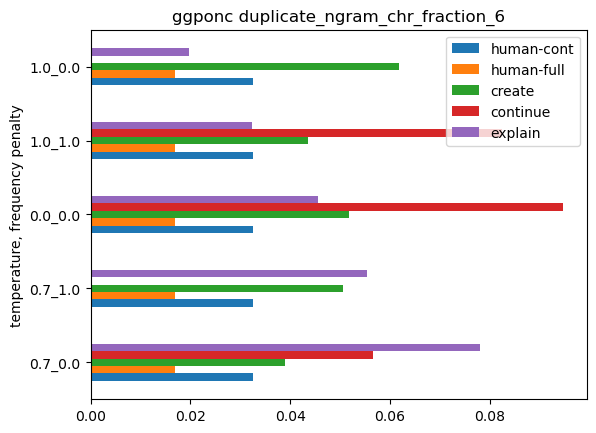 ggponc duplicate_ngram_chr_fraction_6
human-cont
human-full
create
continue
explain
temperature, frequency penalty
1.0_0.0
1.0_1.0
0.0_0.0
0.7_1.0
0.7_0.0
0.00 0.02 0.04 0.06 0.08